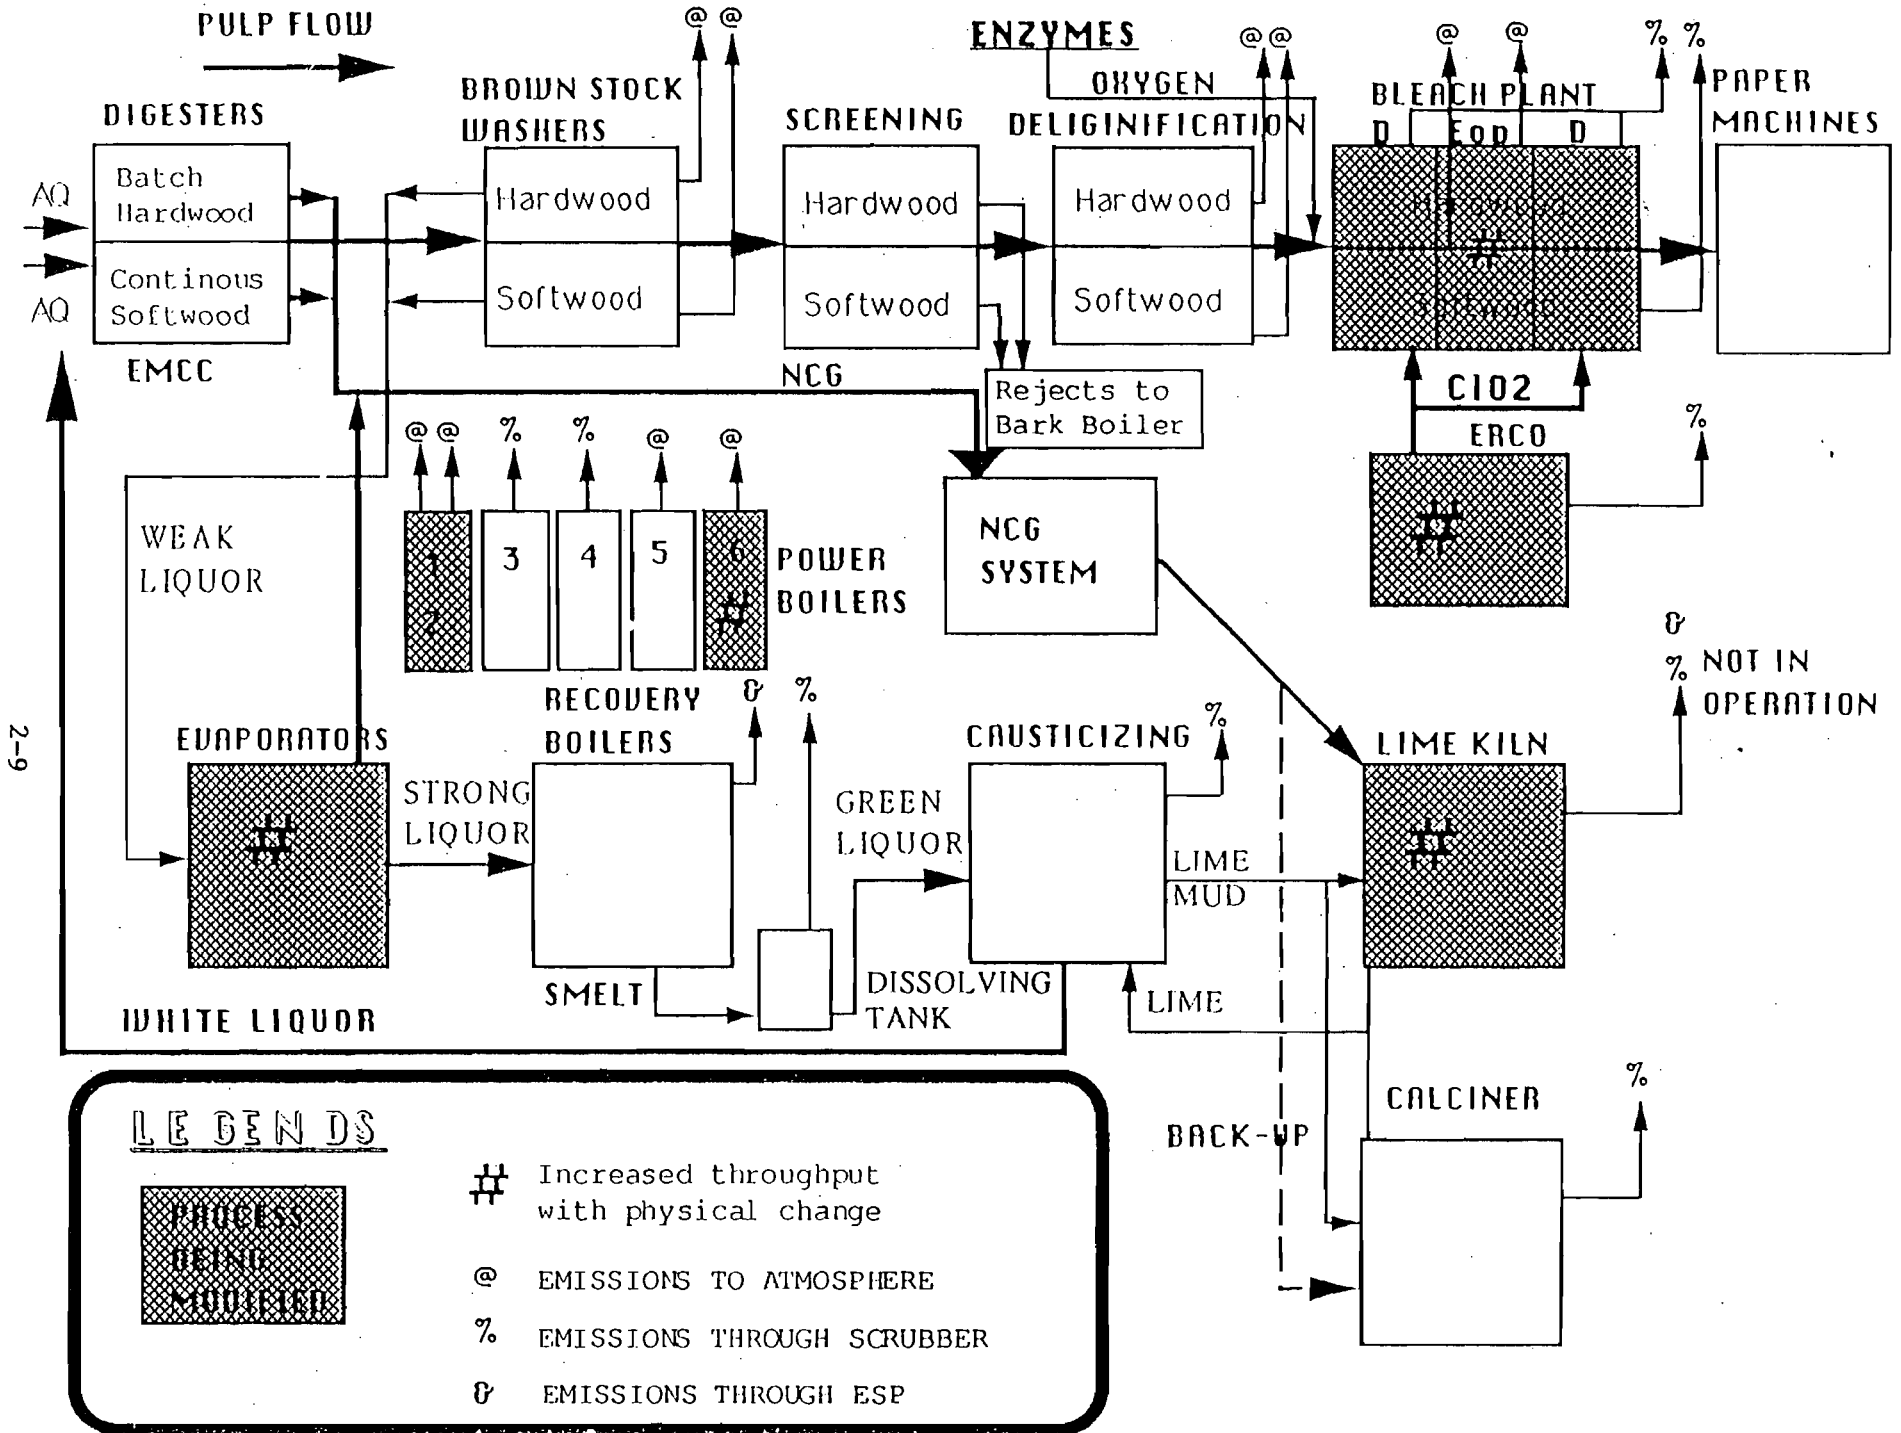 PULP FLOW
@ @
ENZYMES
@ @
@ @
% %
OXYGEN
DELIGINIFICATION
BLEACH PLANT
D Eop D
PAPER
MACHINES
DIGESTERS
BROWN STOCK
WASHERS
SCREENING
AQ
AQ
Batch
Hardwood
Continous
Softwood
EMCC
Hardwood
Softwood
Hardwood
Softwood
Hardwood
Softwood
#
NCG
Rejects to
Bark Boiler
ClO2
ERCO
%
#
@ @ % % @ @
1
2
3
4
5
6
#
POWER
BOILERS
WEAK
LIQUOR
NCG
SYSTEM
&
%
NOT IN
OPERATION
2-9
EVAPORATORS
#
STRONG
LIQUOR
RECOVERY
BOILERS
& %
GREEN
LIQUOR
CAUSTICIZING
%
LIME KILN
#
LIME
MUD
SMELT
DISSOLVING
TANK
LIME
WHITE LIQUOR
BACK-UP
CALCINER
%
LEGENDS
PROCESS
BEING
MODIFIED
# Increased throughput
with physical change
@ EMISSIONS TO ATMOSPHERE
% EMISSIONS THROUGH SCRUBBER
& EMISSIONS THROUGH ESP